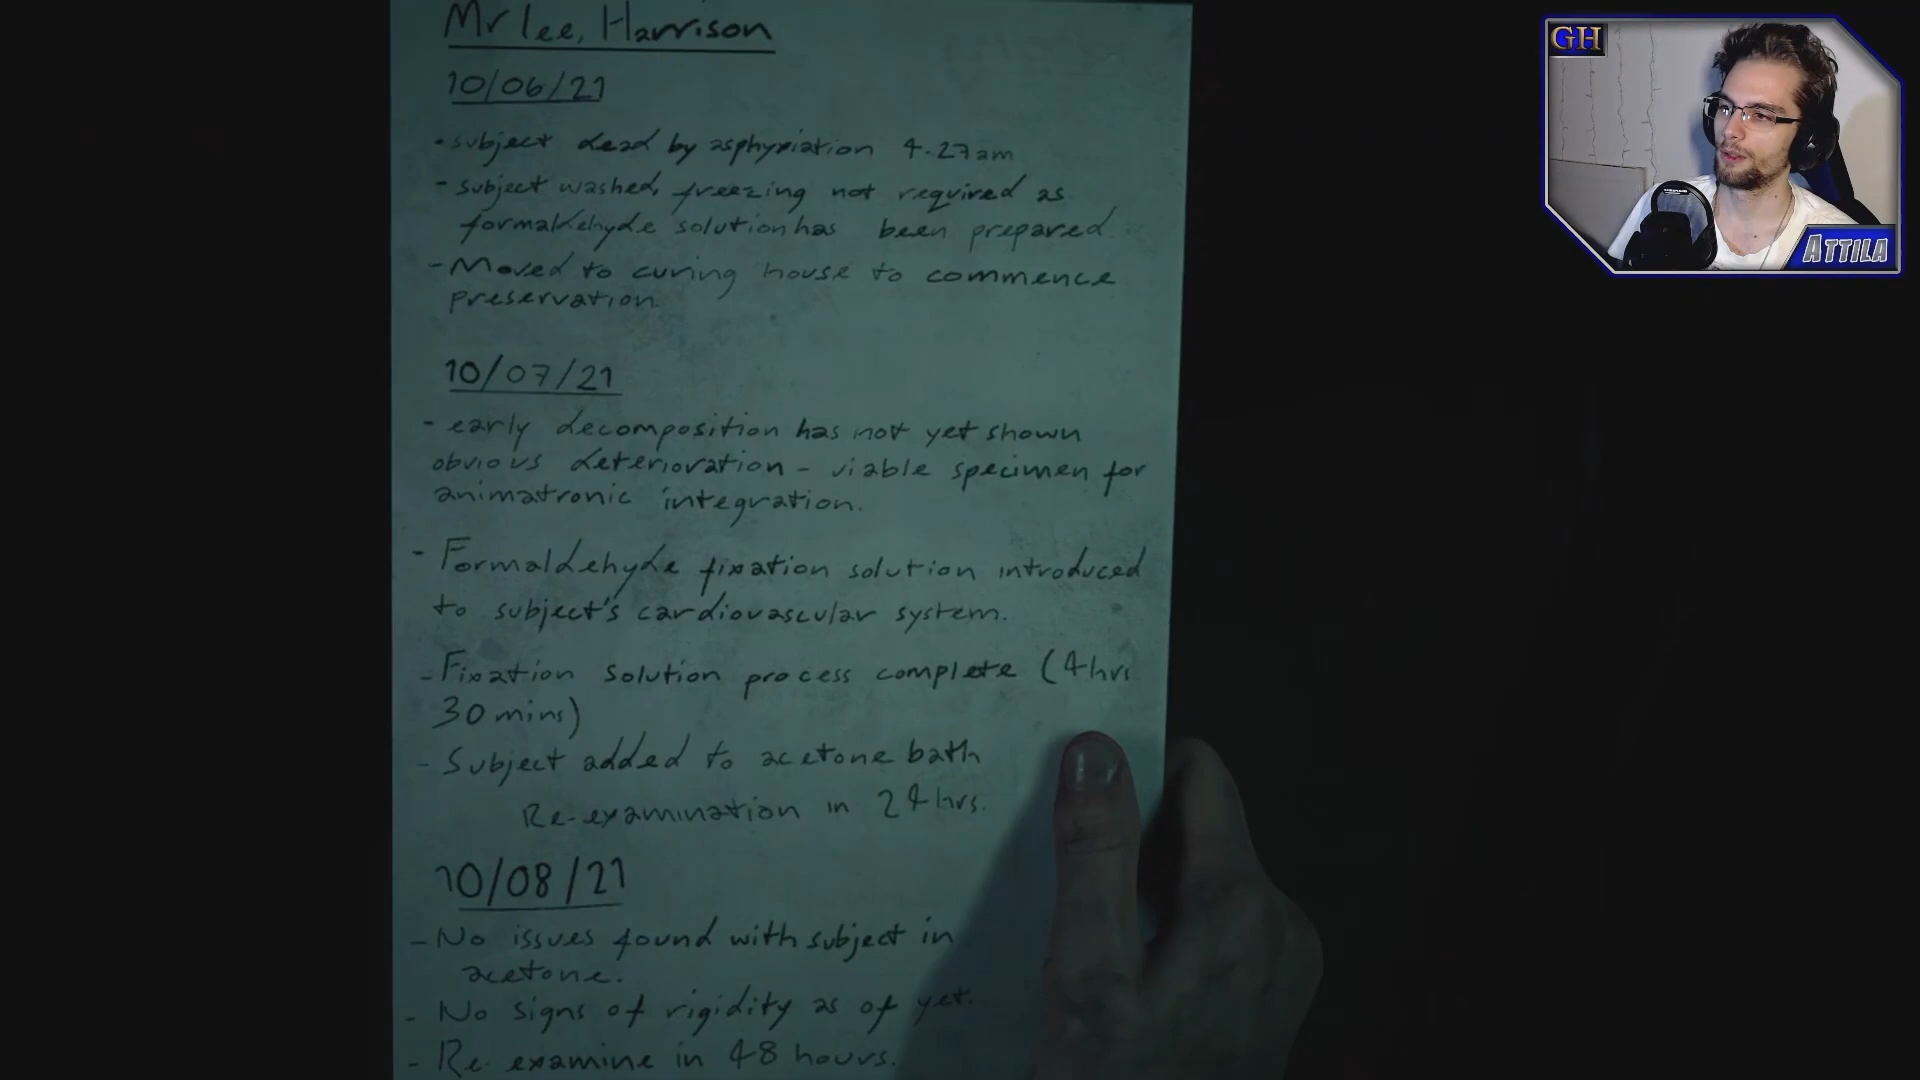 Mr lee, Harrison
10/06/21
- subject dead by asphyxiation 4.27am
- subject washed, freezing not required as
formaldehyde solution has been prepared.
- Moved to curing house to commence
preservation.
10/07/21
- early decomposition has not yet shown
obvious deterioration - viable specimen for
animatronic integration.
- Formaldehyde fixation solution introduced
to subject's cardiovascular system.
- Fixation solution process complete (4hrs
30 mins)
- Subject added to acetone bath
Re-examination in 24hrs.
10/08/21
- No issues found with subject in
acetone.
- No signs of rigidity as of yet.
- Re-examine in 48 hours.
GH
ATTILA